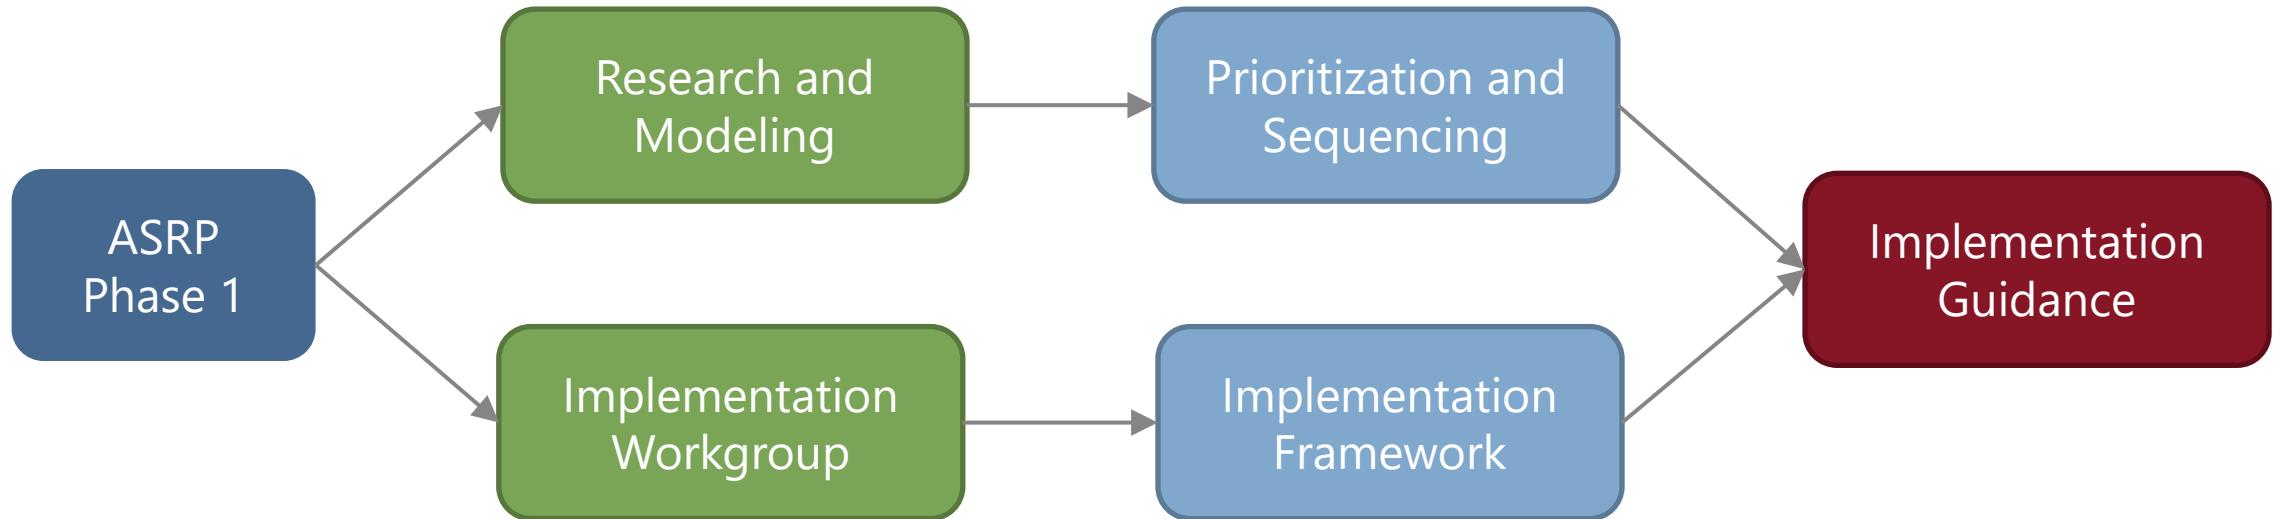 ASRP
Phase 1
Research and
Modeling
Prioritization and
Sequencing
Implementation
Workgroup
Implementation
Framework
Implementation
Guidance